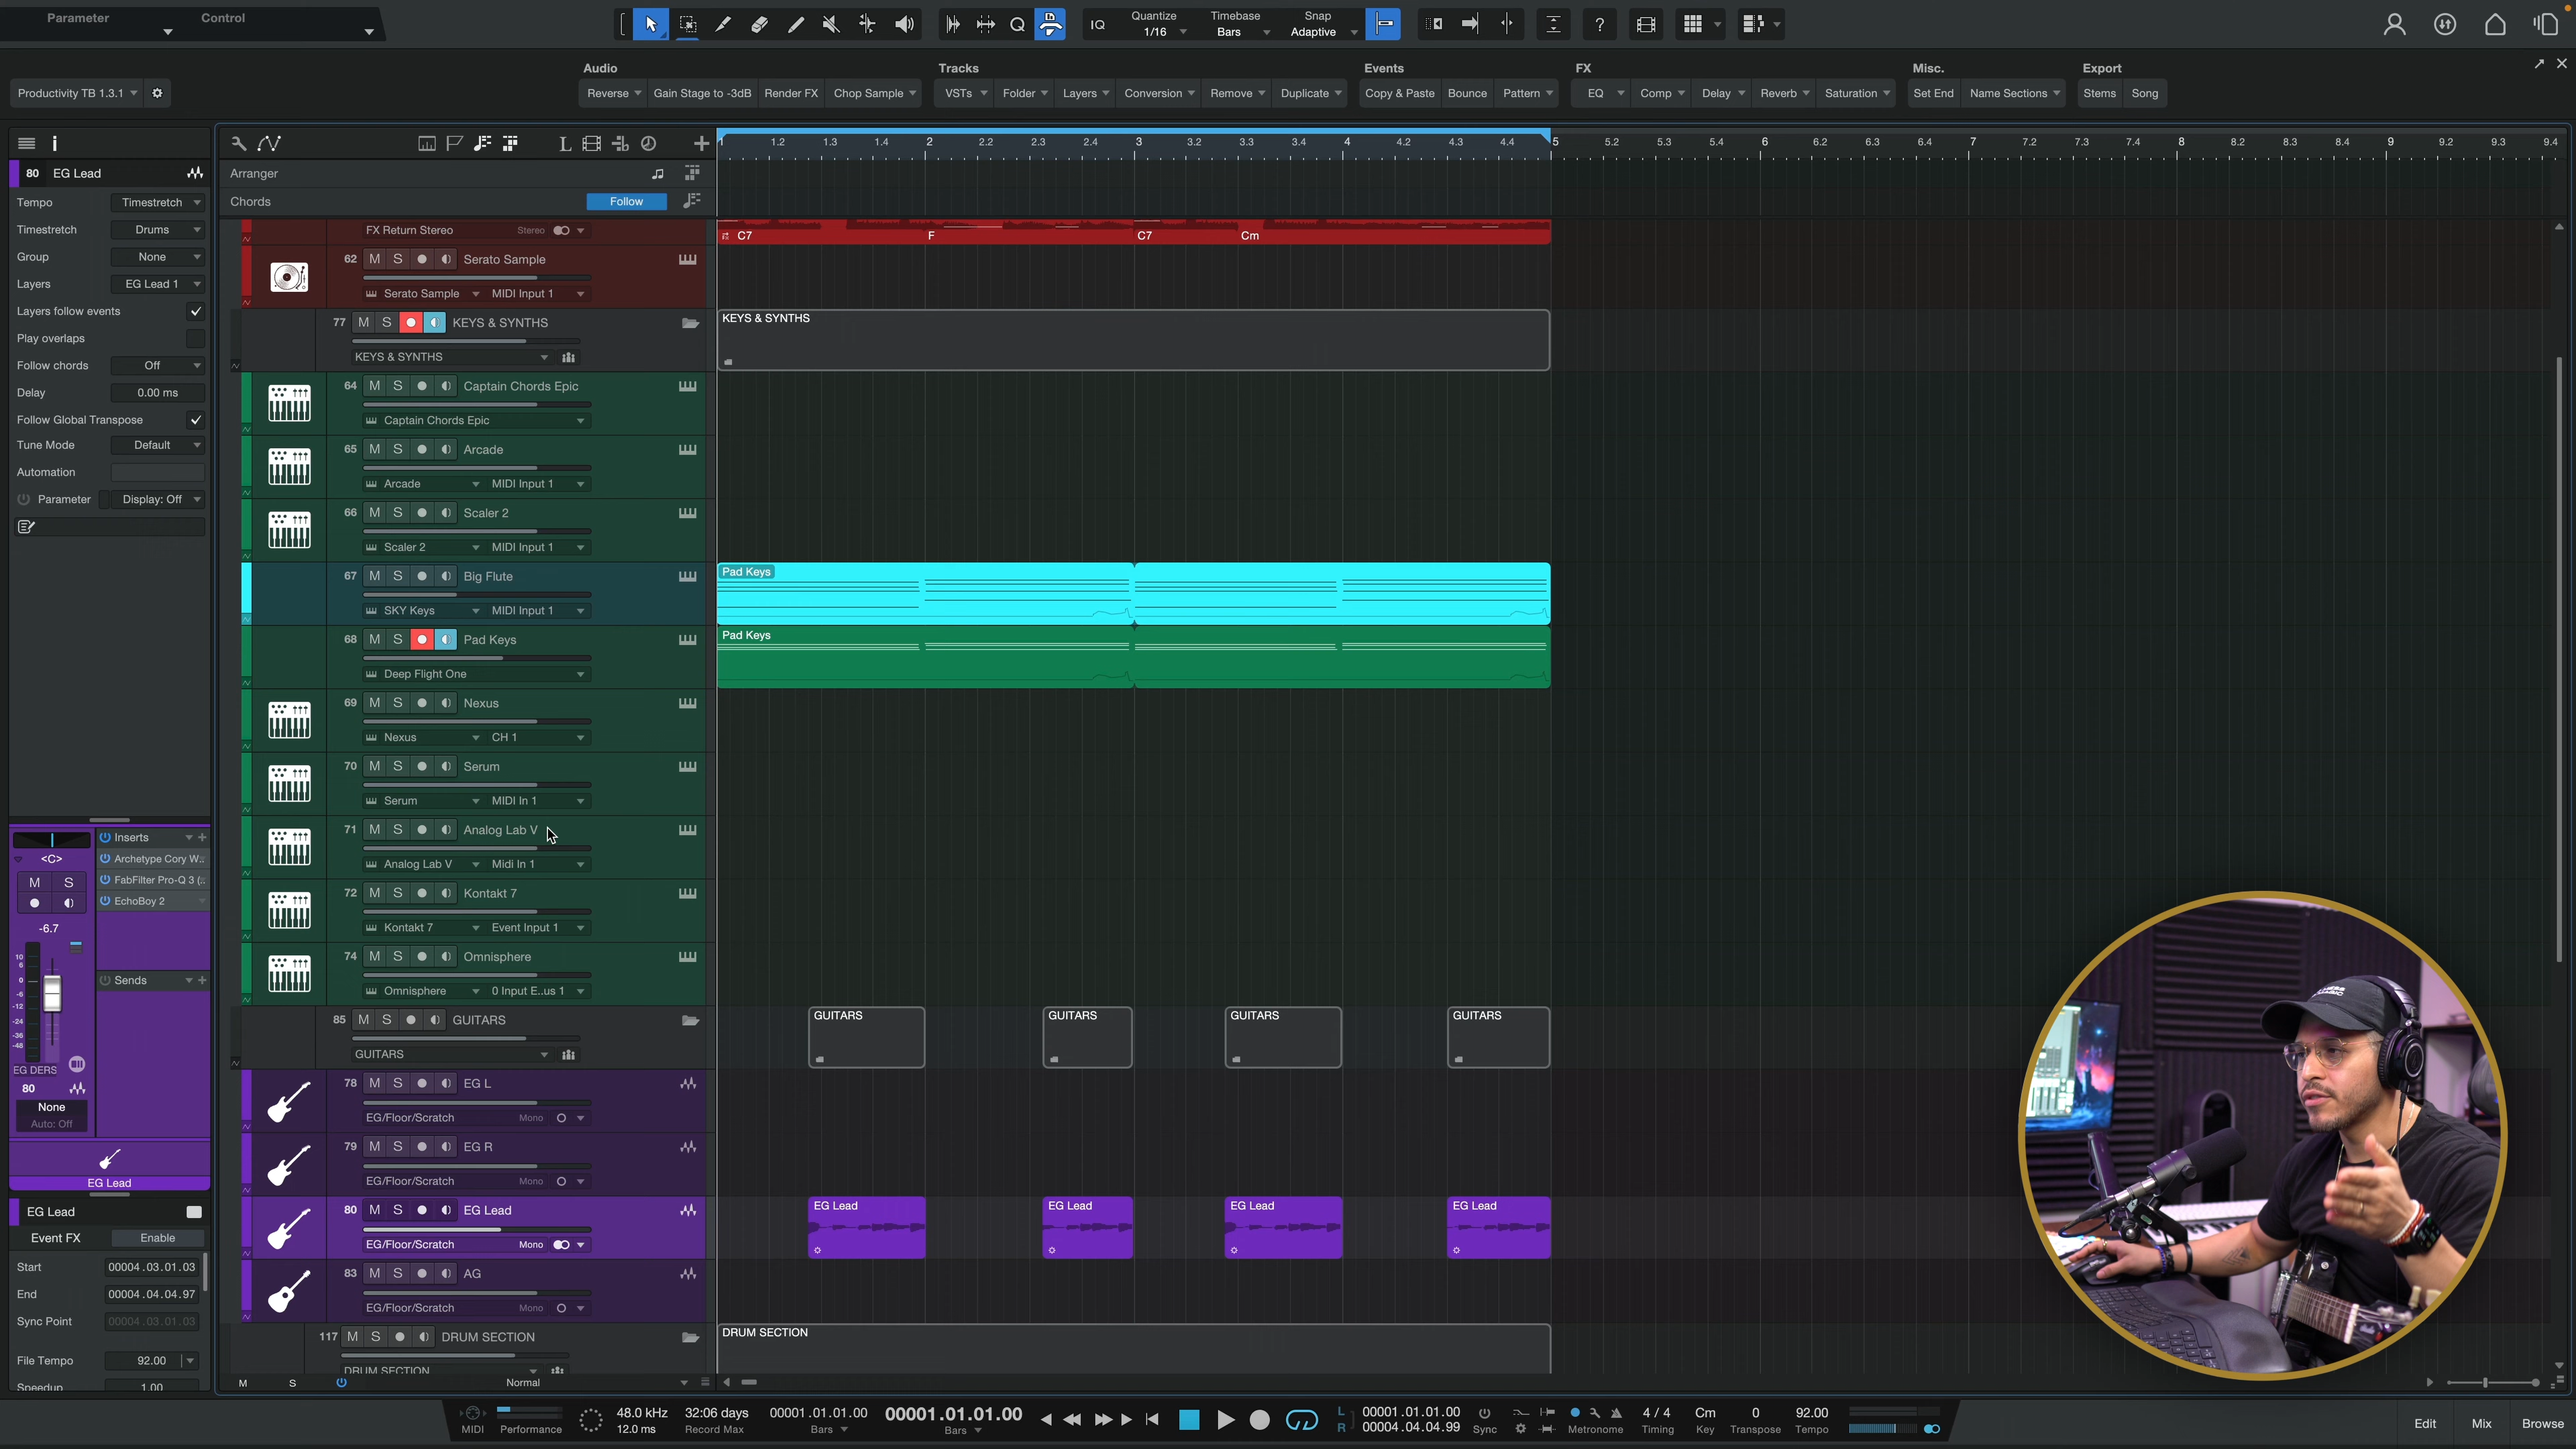 Parameter
Control
IQ
Quantize
1/16
Timebase
Bars
Snap
Adaptive
?
Productivity TB 1.3.1
Audio
Reverse
Gain Stage to -3dB
Render FX
Chop Sample
Tracks
VSTs
Folder
Layers
Conversion
Remove
Duplicate
Events
Copy & Paste
Bounce
Pattern
FX
EQ
Comp
Delay
Reverb
Saturation
Misc.
Set End
Name Sections
Export
Stems
Song
80 EG Lead
Tempo Timestretch
Timestretch Drums
Group None
Layers EG Lead 1
Layers follow events
Play overlaps
Follow chords Off
Delay 0.00 ms
Follow Global Transpose
Tune Mode Default
Automation
Parameter Display: Off
Inserts
<C>
Archetype Cory W..
M S
FabFilter Pro-Q 3 (..
EchoBoy 2
-6.7
Sends
10
6
0
-6
-12
-24
-36
-48
EG DERS
80
None
Auto: Off
EG Lead
EG Lead
Event FX Enable
Start 00004.03.01.03
End 00004.04.04.97
Sync Point 00004.03.01.03
File Tempo 92.00
Speedup 1.00
1 1.2 1.3 1.4 2 2.2 2.3 2.4 3 3.2 3.3 3.4 4 4.2 4.3 4.4 5 5.2 5.3 5.4 6 6.2 6.3 6.4 7 7.2 7.3 7.4 8 8.2 8.3 8.4 9 9.2 9.3 9.4
Arranger
Chords Follow
FX Return Stereo Stereo
C7 F C7 Cm
62 M S Serato Sample
Serato Sample MIDI Input 1
77 M S KEYS & SYNTHS
KEYS & SYNTHS
KEYS & SYNTHS
64 M S Captain Chords Epic
Captain Chords Epic
65 M S Arcade
Arcade MIDI Input 1
66 M S Scaler 2
Scaler 2 MIDI Input 1
67 M S Big Flute
SKY Keys MIDI Input 1
Pad Keys
68 M S Pad Keys
Deep Flight One
Pad Keys
69 M S Nexus
Nexus CH 1
70 M S Serum
Serum MIDI In 1
71 M S Analog Lab V
Analog Lab V Midi In 1
72 M S Kontakt 7
Kontakt 7 Event Input 1
74 M S Omnisphere
Omnisphere 0 Input E..us 1
85 M S GUITARS
GUITARS
GUITARS GUITARS GUITARS GUITARS
78 M S EG L
EG/Floor/Scratch Mono
79 M S EG R
EG/Floor/Scratch Mono
80 M S EG Lead
EG/Floor/Scratch Mono
EG Lead EG Lead EG Lead EG Lead
83 M S AG
EG/Floor/Scratch Mono
117 M S DRUM SECTION
DRUM SECTION
DRUM SECTION
M S Normal
MIDI
Performance
48.0 kHz
12.0 ms
32:06 days
Record Max
00001.01.01.00
Bars
00001.01.01.00
Bars
L 00001.01.01.00
R 00004.04.04.99
Sync
Metronome
4 / 4
Timing
Cm
Key
0
Transpose
92.00
Tempo
Edit
Mix
Browse